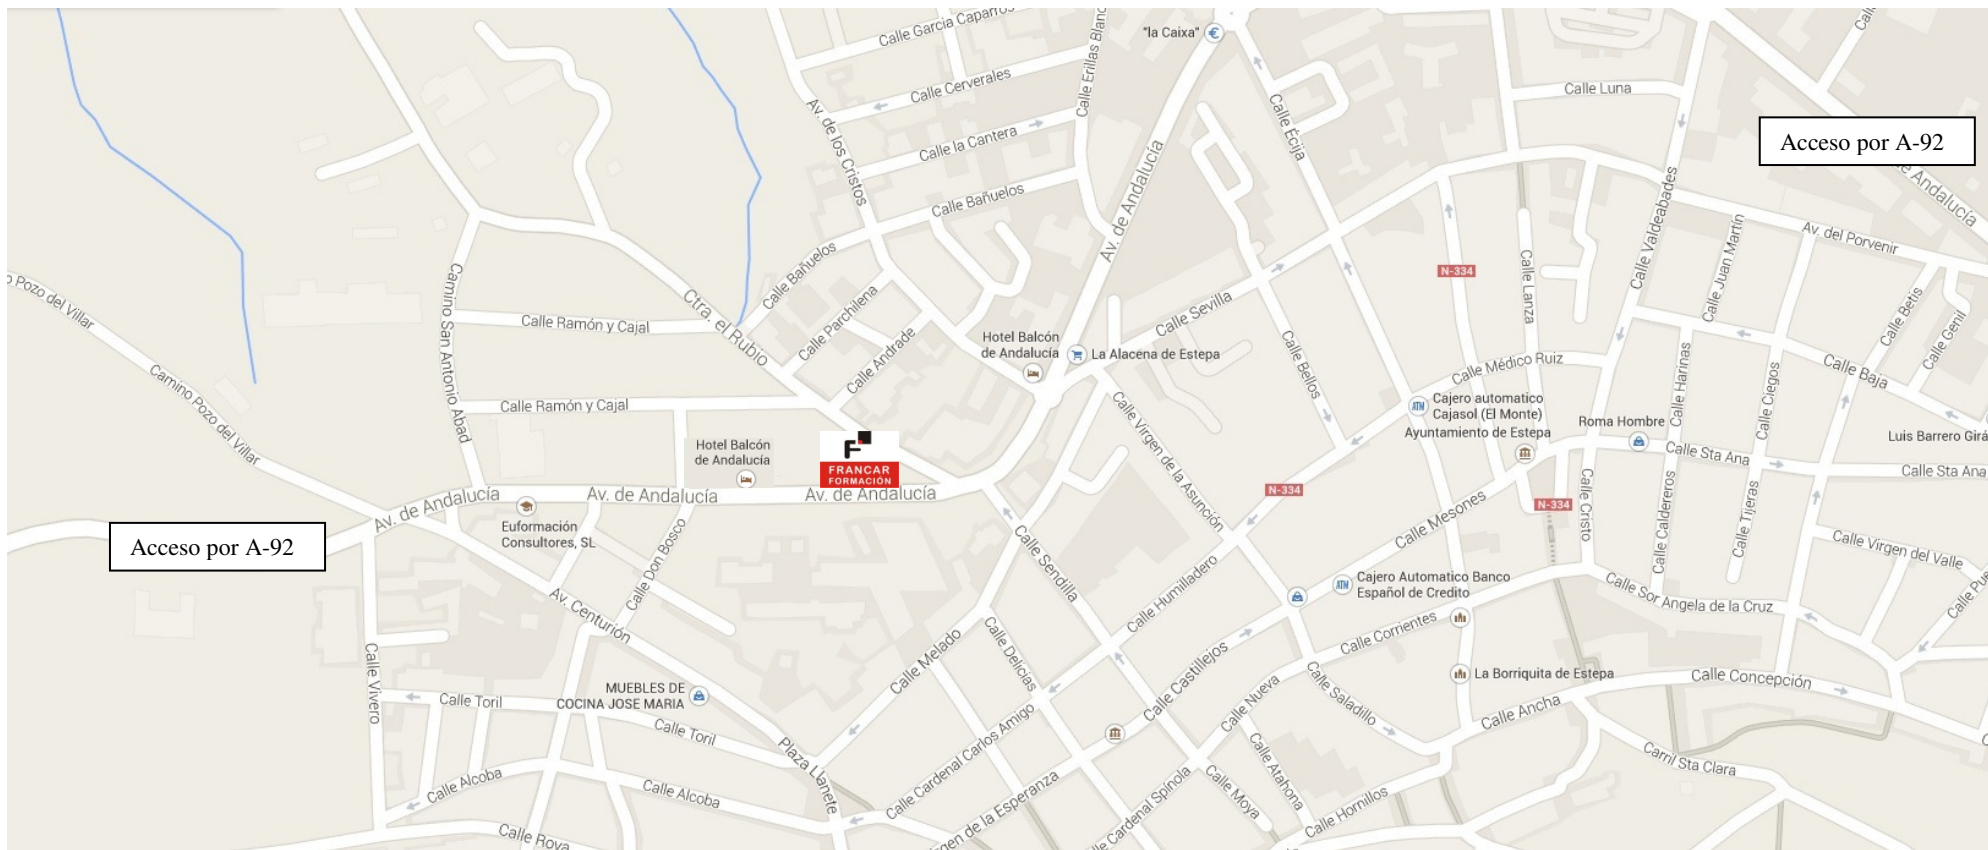 Calle Garcia Caparros
"la Caixa"
Calle Erillas Blanc
Calle Cerverales
Calle Luna
Av. de los Cristos
Calle Écija
Calle la Cantera
Acceso por A-92
Andalucía
Calle Bañuelos
Av. de Andalucía
Calle Valdeabades
Calle Juan Martín
Av. del Porvenir
Calle Bañuelos
N-334
Calle Lanza
Camino San Antonio Abad
Pozo del Villar
Ctra. el Rubio
Calle Parchilena
Calle Ramón y Cajal
Calle Sevilla
Calle Betis
Calle Genil
Calle Andrade
Hotel Balcón
de Andalucía
La Alacena de Estepa
Calle Bellos
Calle Médico Ruiz
Calle Harinas
Calle Ciegos
Calle Baja
Camino Pozo del Villar
Calle Ramón y Cajal
Cajero automatico
Cajasol (El Monte)
Ayuntamiento de Estepa
Roma Hombre
Luis Barrero Girá
Calle Virgen de la Asunción
Hotel Balcón
de Andalucía
F
FRANCAR
FORMACIÓN
Calle Sta Ana
Calle Sta Ana
N-334
N-334
Av. de Andalucía
Av. de Andalucía
Av. de Andalucía
Calle Mesones
Calle Cristo
Calle Caldereros
Calle Tijeras
Euformación
Consultores, SL
Acceso por A-92
Calle Don Bosco
Calle Sendilla
Calle Virgen del Valle
Calle Humilladero
Cajero Automatico Banco
Español de Credito
Calle Sor Angela de la Cruz
Av. Centurión
Calle Corrientes
Calle Melado
Calle Delicias
Calle Castillejos
Calle Vivero
La Borriquita de Estepa
Calle Concepción
MUEBLES DE
COCINA JOSE MARIA
Calle Toril
Calle Nueva
Calle Saladillo
Calle Ancha
Calle Toril
Calle Cardenal Carlos Amigo
Plaza Llanete
Calle Atahona
Carril Sta Clara
Calle Alcoba
Calle Alcoba
de la Esperanza
Cardenal Spínola
Calle Moya
Calle Hornillos
Calle Roya